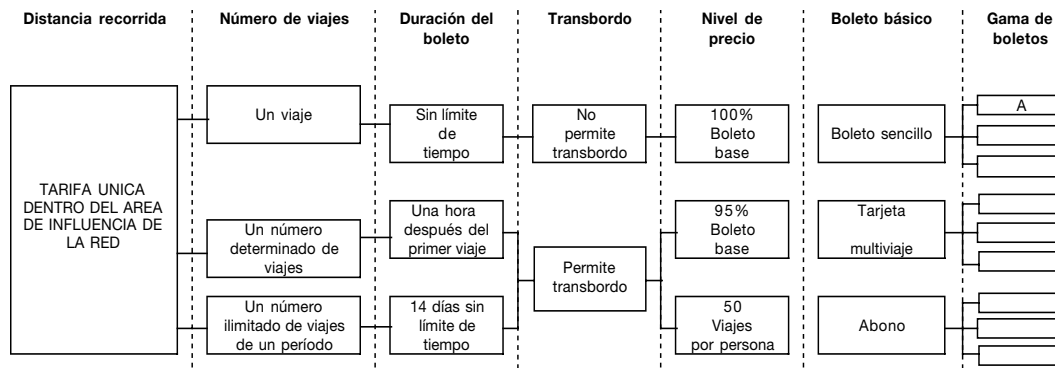 Distancia recorrida
Número de viajes
Duración del
boleto
Transbordo
Nivel de
precio
Boleto básico
Gama de
boletos
TARIFA UNICA
DENTRO DEL AREA
DE INFLUENCIA DE
LA RED
Un viaje
Sin límite
de
tiempo
No
permite
transbordo
100%
Boleto
base
Boleto sencillo
A
Un número
determinado de
viajes
Una hora
después del
primer viaje
Permite
transbordo
95%
Boleto
base
Tarjeta
multiviaje
Un número
ilimitado de viajes
de un período
14 días sin
límite de
tiempo
50
Viajes
por persona
Abono